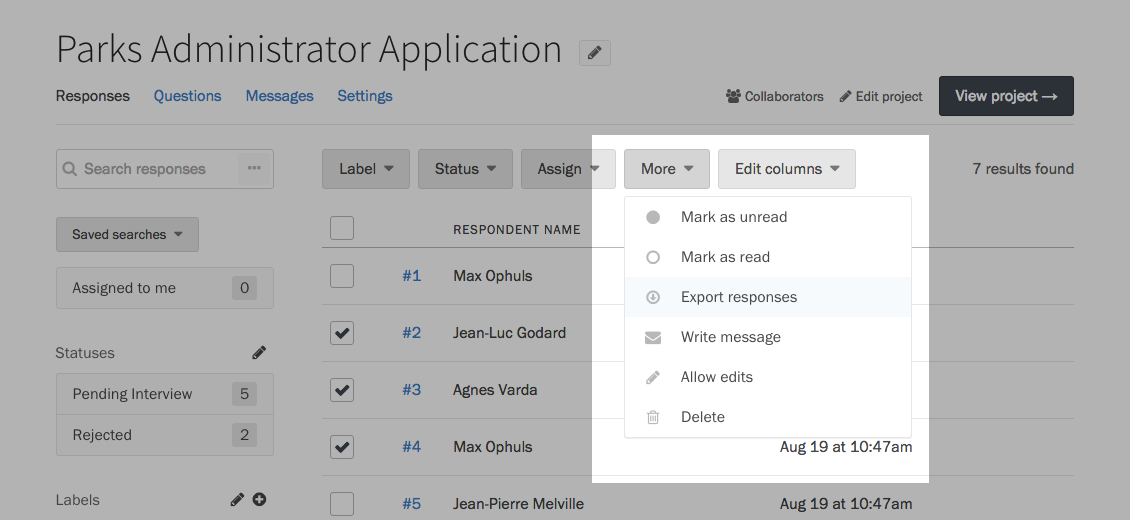 Parks Administrator Application
Responses Questions Messages Settings
Collaborators Edit project View project →
Search responses ...
Label Status Assign More Edit columns 7 results found
Saved searches
Assigned to me 0
Statuses
Pending Interview 5
Rejected 2
Labels
RESPONDENT NAME
#1 Max Ophuls
#2 Jean-Luc Godard
#3 Agnes Varda
#4 Max Ophuls Aug 19 at 10:47am
#5 Jean-Pierre Melville Aug 19 at 10:47am
Mark as unread
Mark as read
Export responses
Write message
Allow edits
Delete